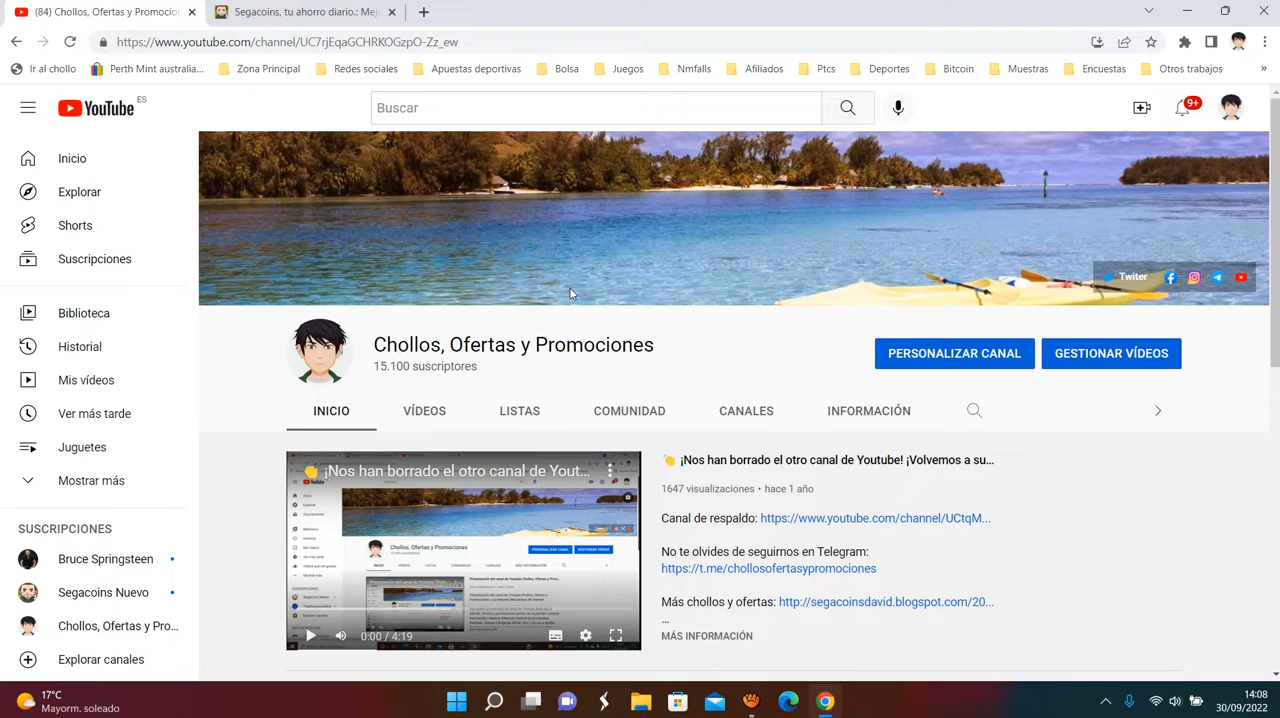 (84) Chollos, Ofertas y Promocion
Segacoins, tu ahorro diario.: Mej
https://www.youtube.com/channel/UC7rjEqaGCHRKOGzpO-Zz_ew
Ir al chollo
Perth Mint australia...
Zona Principal
Redes sociales
Apuestas deportivas
Bolsa
Juegos
Nmfalls
Afiliados
Ptcs
Deportes
Bitcoin
Muestras
Encuestas
Otros trabajos
»
YouTube ES
Buscar
9+
Inicio
Explorar
Shorts
Suscripciones
Biblioteca
Historial
Mis vídeos
Ver más tarde
Juguetes
Mostrar más
SUSCRIPCIONES
Bruce Springsteen
Segacoins Nuevo
Chollos, Ofertas y Pro...
Explorar canales
Twiter
Chollos, Ofertas y Promociones
15.100 suscriptores
PERSONALIZAR CANAL
GESTIONAR VÍDEOS
INICIO
VÍDEOS
LISTAS
COMUNIDAD
CANALES
INFORMACIÓN
👏 ¡Nos han borrado el otro canal de Yout...
Chollos, Ofertas y Promociones
0:00 / 4:19
👏 ¡Nos han borrado el otro canal de Youtube! ¡Volvemos a su...
1647 visualizaciones • hace 1 año
Canal de respaldo: https://www.youtube.com/channel/UCtqM...
No te olvides de seguirnos en Telegram:
https://t.me/chollosofertasypromociones
Más chollos y ofertas: http://segacoinsdavid.blogspot.com/20...
...
MÁS INFORMACIÓN
17°C
Mayorm. soleado
14:08
30/09/2022